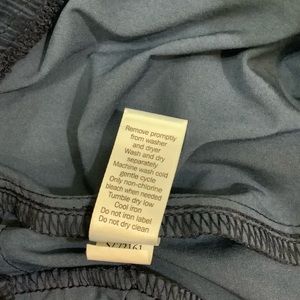 Remove promptly
from washer
and dryer
Wash and dry
separately
Machine wash cold
gentle cycle
Only non-chlorine
bleach when needed
Tumble dry low
Cool iron
Do not iron label
Do not dry clean